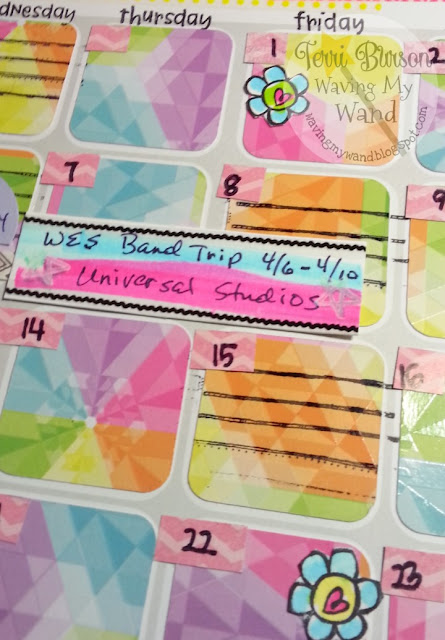 dnesday thursday friday
1 2
Terri Burson
Waving My
Wand
wavingmywand.blogspot.com
7 8 9
WES Band Trip 4/6-4/10
Universal Studios
14 15 16
22 23